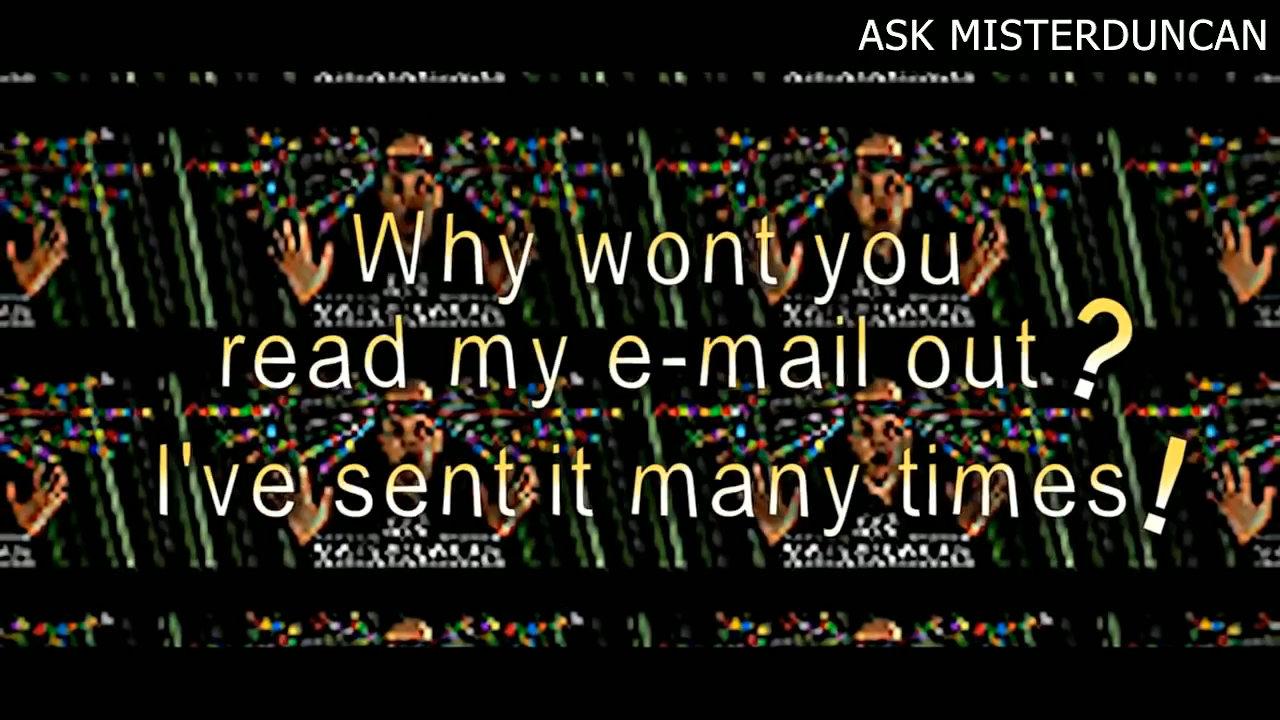 ASK MISTERDUNCAN
Why wont you
read my e-mail out?
I've sent it many times!